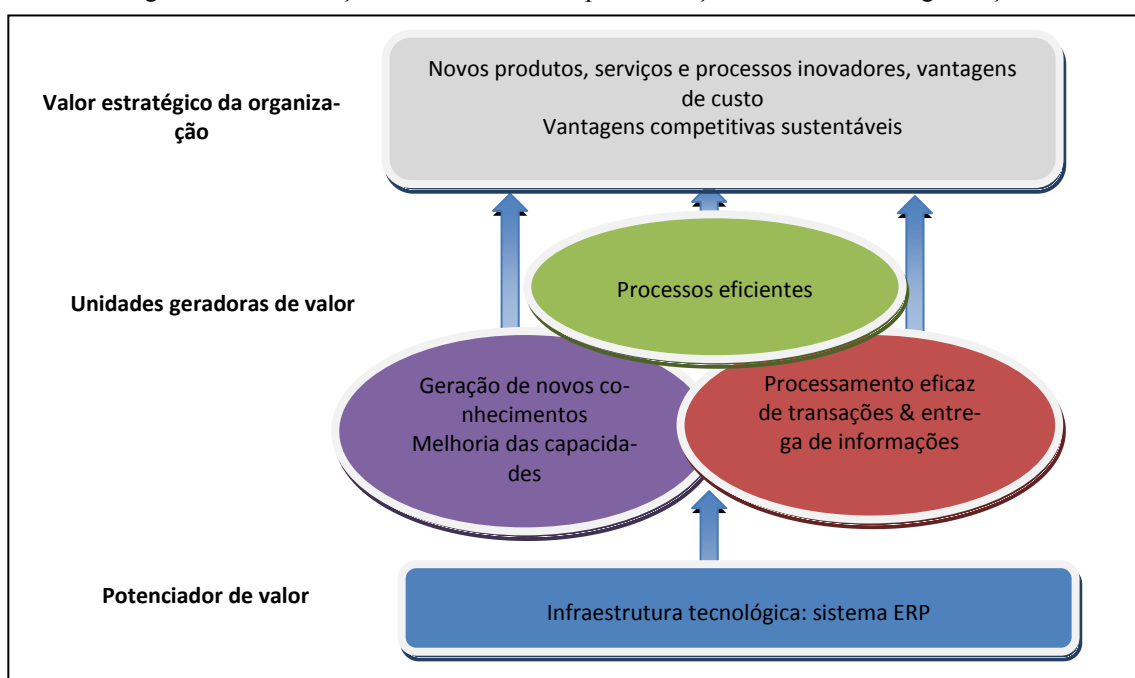 Novos produtos, serviços e processos inovadores, vantagens
de custo
Vantagens competitivas sustentáveis
Valor estratégico da organiza-
ção
Processos eficientes
Unidades geradoras de valor
Geração de novos co-
nhecimentos
Melhoria das capacida-
des
Processamento eficaz
de transações & entre-
ga de informações
Potenciador de valor
Infraestrutura tecnológica: sistema ERP